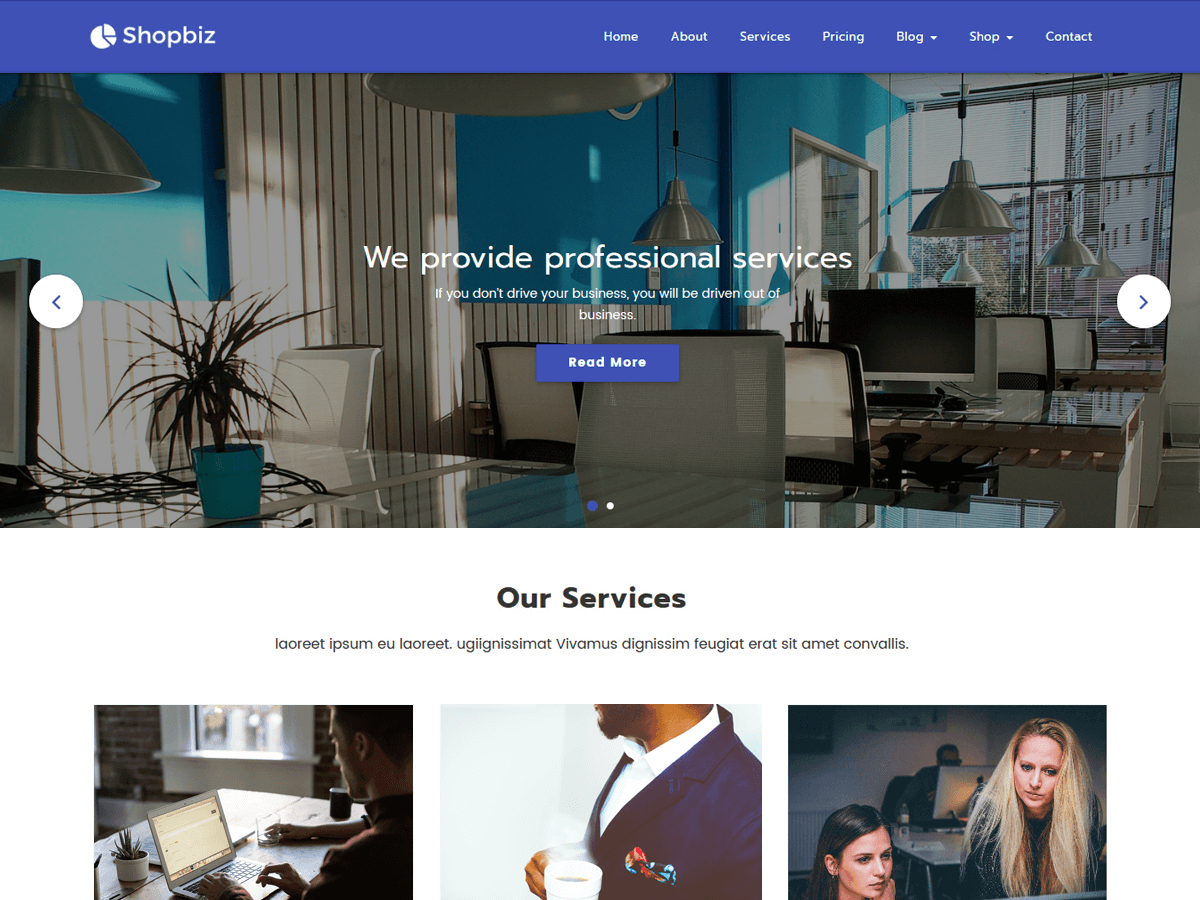 Shopbiz
Home About Services Pricing Blog Shop Contact
We provide professional services
If you don't drive your business, you will be driven out of
business.
Read More
Our Services
laoreet ipsum eu laoreet. ugiignissimat Vivamus dignissim feugiat erat sit amet convallis.